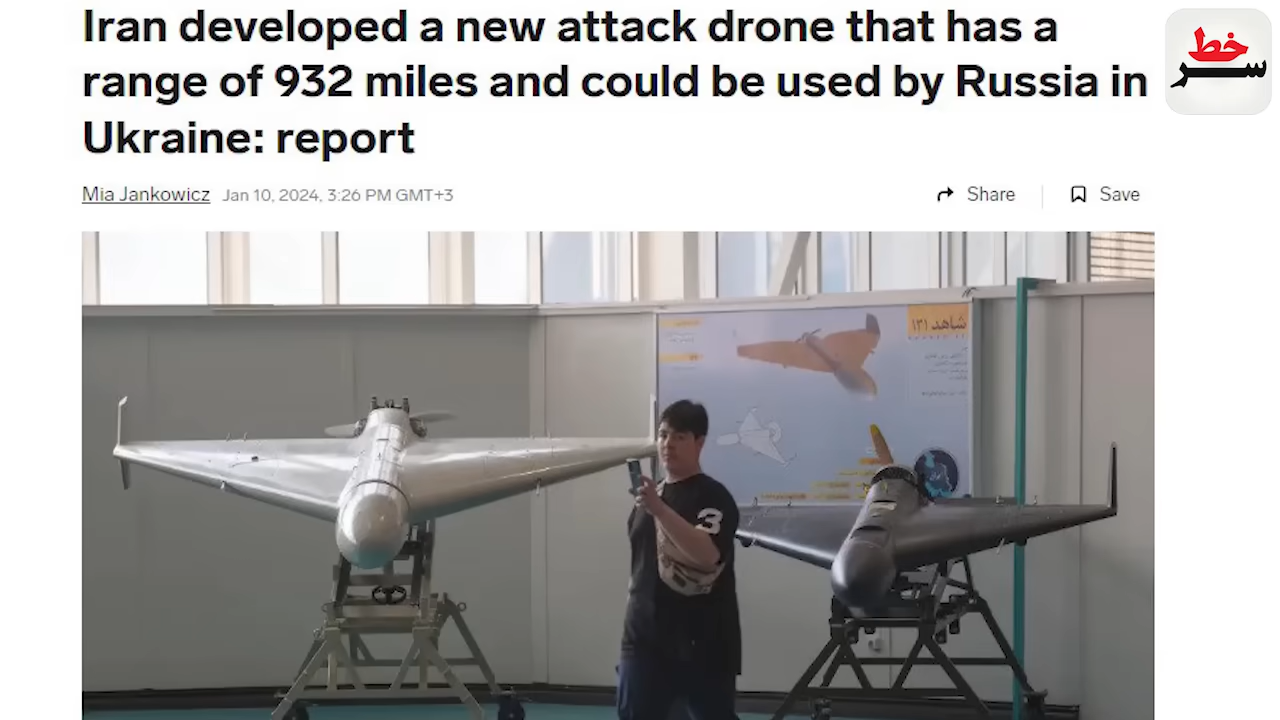 Iran developed a new attack drone that has a
range of 932 miles and could be used by Russia in
Ukraine: report
خط
سر
Mia Jankowicz Jan 10, 2024, 3:26 PM GMT+3
Share
Save
شاهد ۱۳۱
3